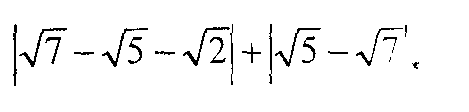 |√7 − √5 − √2| + |√5 − √7|.